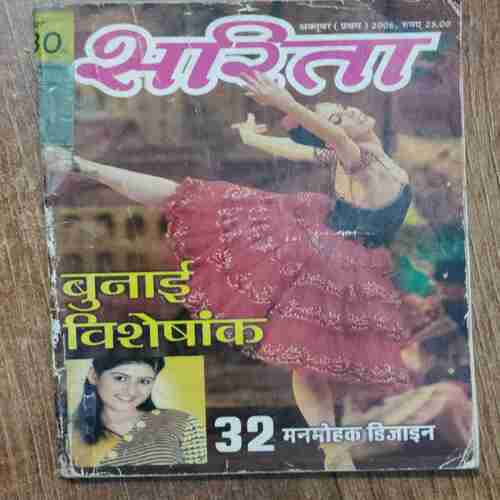 अक्तूबर ( प्रथम ) 2006, रुपए 25.00
30
सरिता
बुनाई
विशेषांक
32 मनमोहक डिजाइन